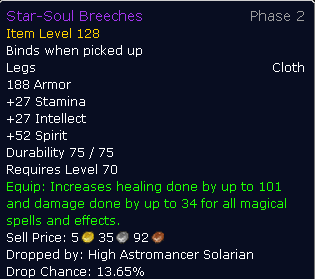 Star-Soul Breeches Phase 2
Item Level 128
Binds when picked up
Legs Cloth
188 Armor
+27 Stamina
+27 Intellect
+52 Spirit
Durability 75 / 75
Requires Level 70
Equip: Increases healing done by up to 101
and damage done by up to 34 for all magical
spells and effects.
Sell Price: 5 35 92
Dropped by: High Astromancer Solarian
Drop Chance: 13.65%